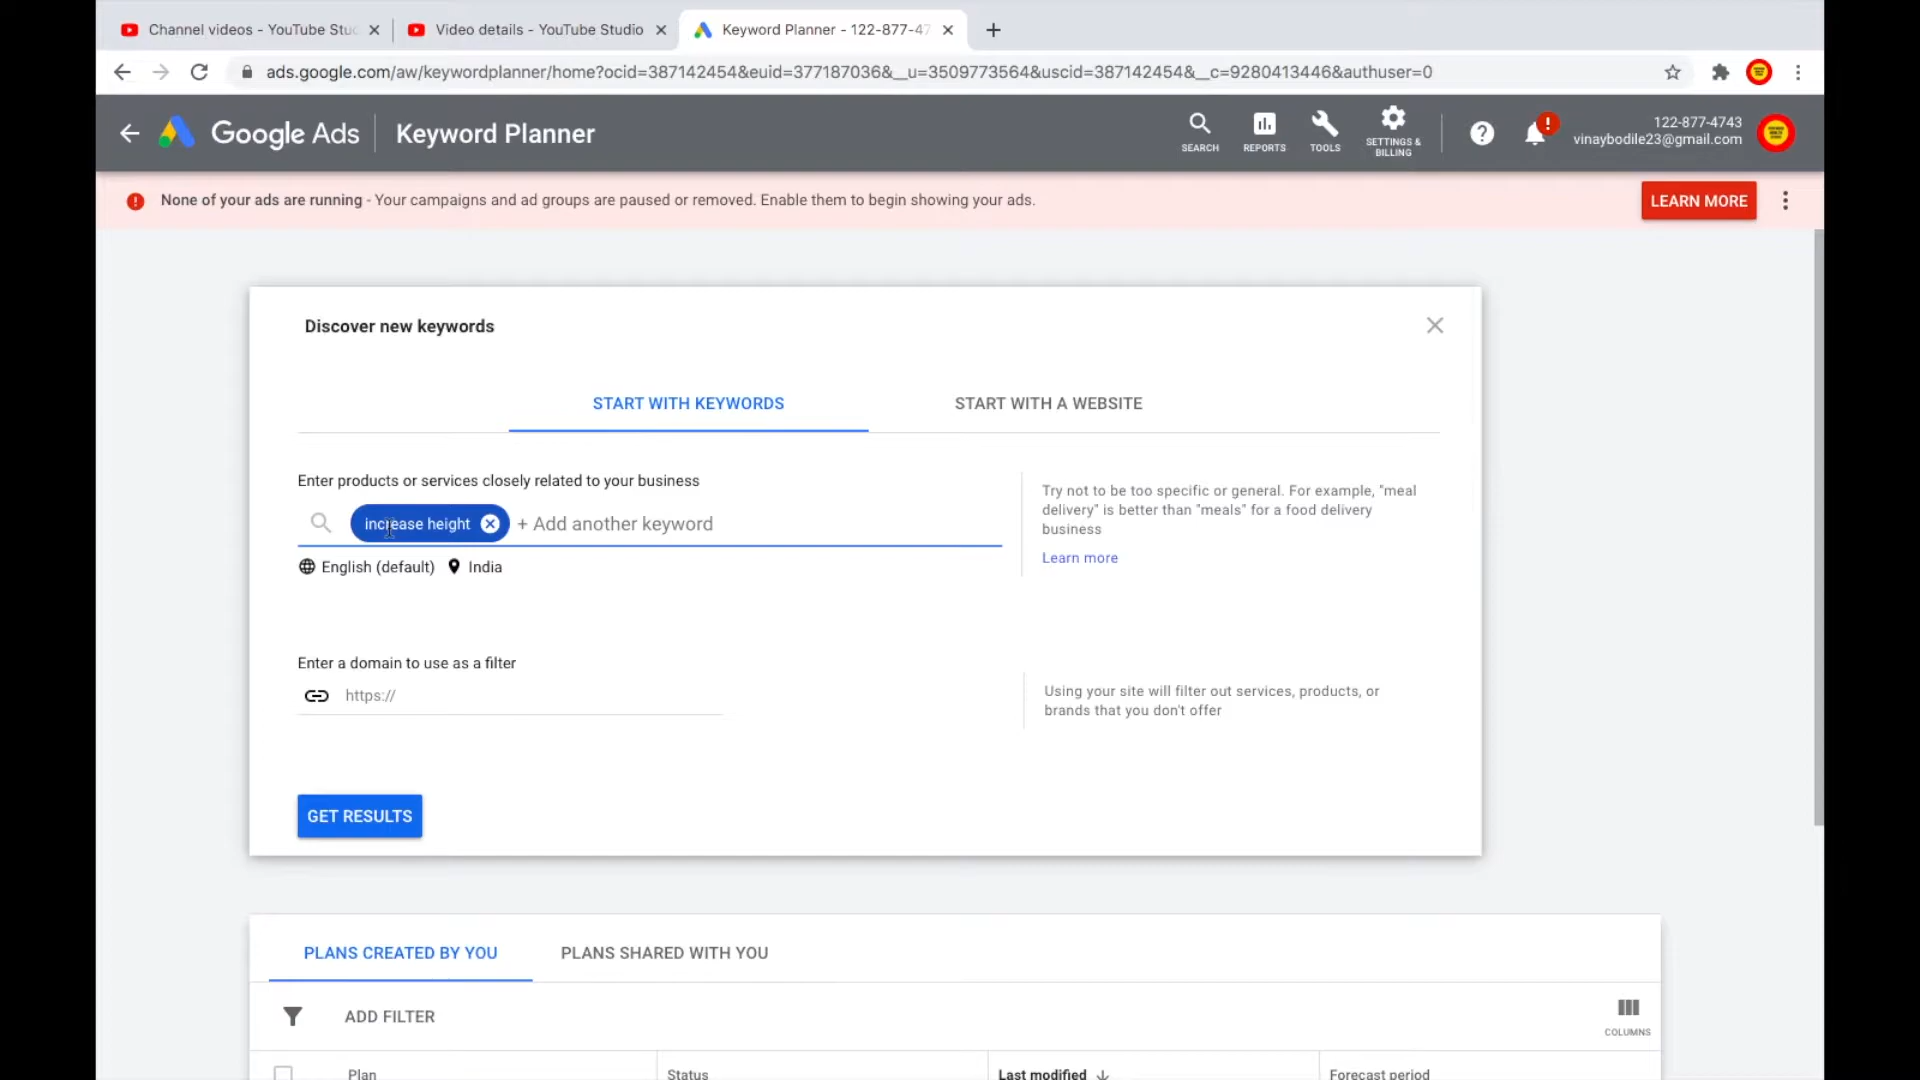 Channel videos - YouTube Stu
Video details - YouTube Studio
Keyword Planner - 122-877-47
ads.google.com/aw/keywordplanner/home?ocid=387142454&euid=377187036&__u=3509773564&uscid=387142454&__c=9280413446&authuser=0
Google Ads
Keyword Planner
SEARCH
REPORTS
TOOLS
SETTINGS &
BILLING
122-877-4743
vinaybodile23@gmail.com
None of your ads are running - Your campaigns and ad groups are paused or removed. Enable them to begin showing your ads.
LEARN MORE
Discover new keywords
START WITH KEYWORDS
START WITH A WEBSITE
Enter products or services closely related to your business
increase height
+ Add another keyword
English (default)
India
Try not to be too specific or general. For example, "meal
delivery" is better than "meals" for a food delivery
business
Learn more
Enter a domain to use as a filter
https://
Using your site will filter out services, products, or
brands that you don't offer
GET RESULTS
PLANS CREATED BY YOU
PLANS SHARED WITH YOU
ADD FILTER
COLUMNS
Plan
Status
Last modified
Forecast period